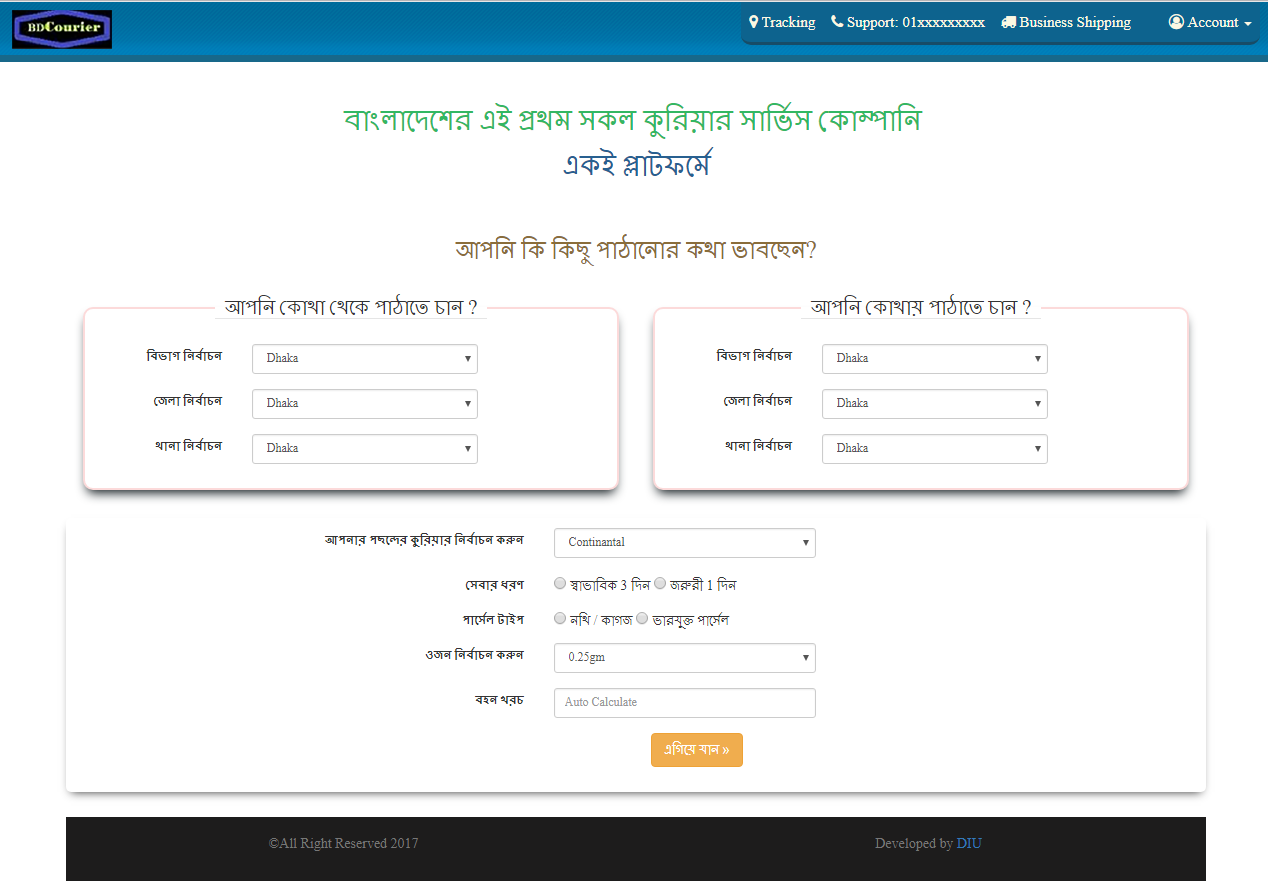 BDCourier
Tracking Support: 01xxxxxxxxx Business Shipping Account
বাংলাদেশের এই প্রথম সকল কুরিয়ার সার্ভিস কোম্পানি
একই প্লাটফর্মে
আপনি কি কিছু পাঠানোর কথা ভাবছেন?
আপনি কোথা থেকে পাঠাতে চান ?
বিভাগ নির্বাচন Dhaka
জেলা নির্বাচন Dhaka
থানা নির্বাচন Dhaka
আপনি কোথায় পাঠাতে চান ?
বিভাগ নির্বাচন Dhaka
জেলা নির্বাচন Dhaka
থানা নির্বাচন Dhaka
আপনার পছন্দের কুরিয়ার নির্বাচন করুন Continantal
সেবার ধরণ স্বাভাবিক 3 দিন জরুরী 1 দিন
পার্সেল টাইপ নথি / কাগজ ভারযুক্ত পার্সেল
ওজন নির্বাচন করুন 0.25gm
বহন খরচ Auto Calculate
এগিয়ে যান »
©All Right Reserved 2017 Developed by DIU